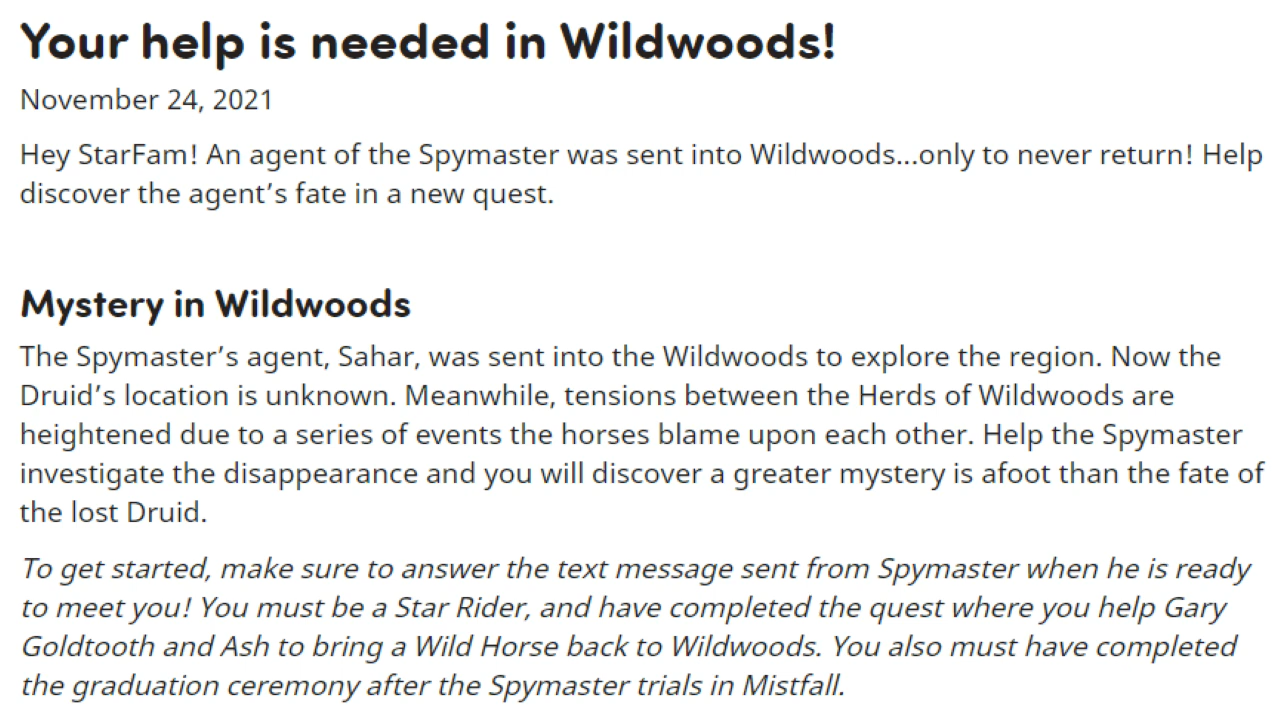 Your help is needed in Wildwoods!
November 24, 2021
Hey StarFam! An agent of the Spymaster was sent into Wildwoods...only to never return! Help
discover the agent’s fate in a new quest.
Mystery in Wildwoods
The Spymaster’s agent, Sahar, was sent into the Wildwoods to explore the region. Now the
Druid’s location is unknown. Meanwhile, tensions between the Herds of Wildwoods are
heightened due to a series of events the horses blame upon each other. Help the Spymaster
investigate the disappearance and you will discover a greater mystery is afoot than the fate of
the lost Druid.
To get started, make sure to answer the text message sent from Spymaster when he is ready
to meet you! You must be a Star Rider, and have completed the quest where you help Gary
Goldtooth and Ash to bring a Wild Horse back to Wildwoods. You also must have completed
the graduation ceremony after the Spymaster trials in Mistfall.